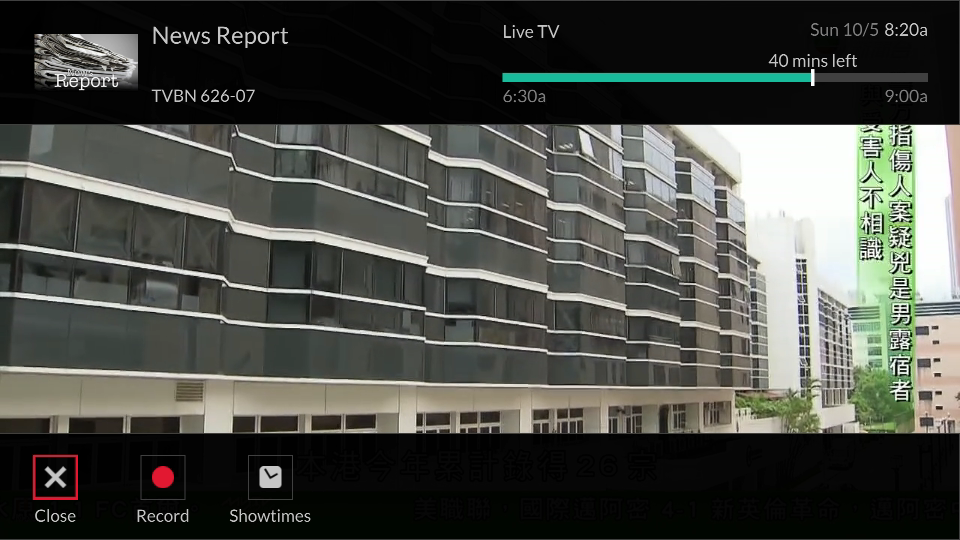 News Report
TVBN 626-07
Report
Live TV
Sun 10/5 8:20a
40 mins left
6:30a
9:00a
指傷人案疑兇是男露宿者
受害人不相識
本港今年累計錄得26宗
Close
Record
Showtimes